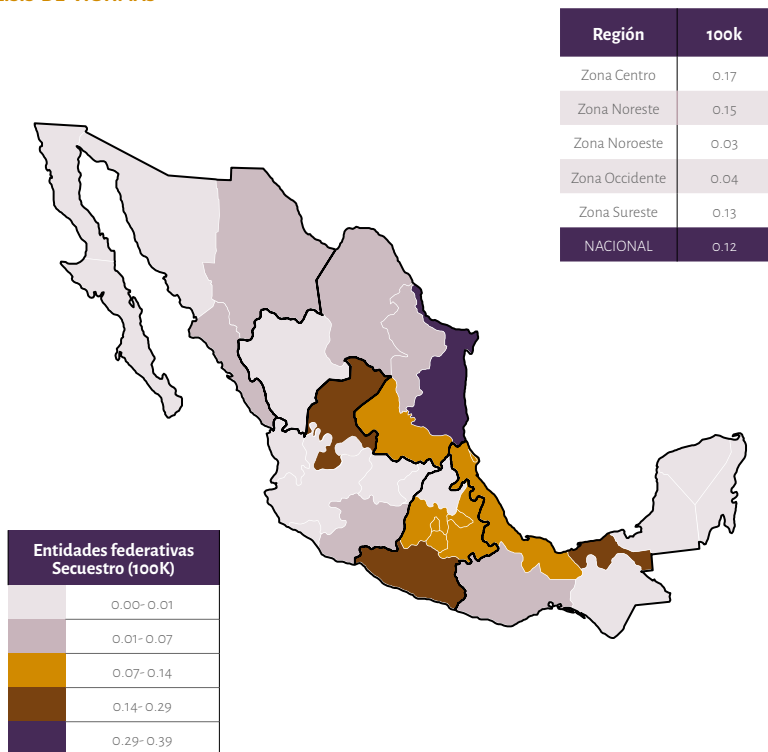 Región 100k
Zona Centro 0.17
Zona Noreste 0.15
Zona Noroeste 0.03
Zona Occidente 0.04
Zona Sureste 0.13
NACIONAL 0.12
Entidades federativas
Secuestro (100K)
0.00- 0.01
0.01- 0.07
0.07- 0.14
0.14- 0.29
0.29- 0.39